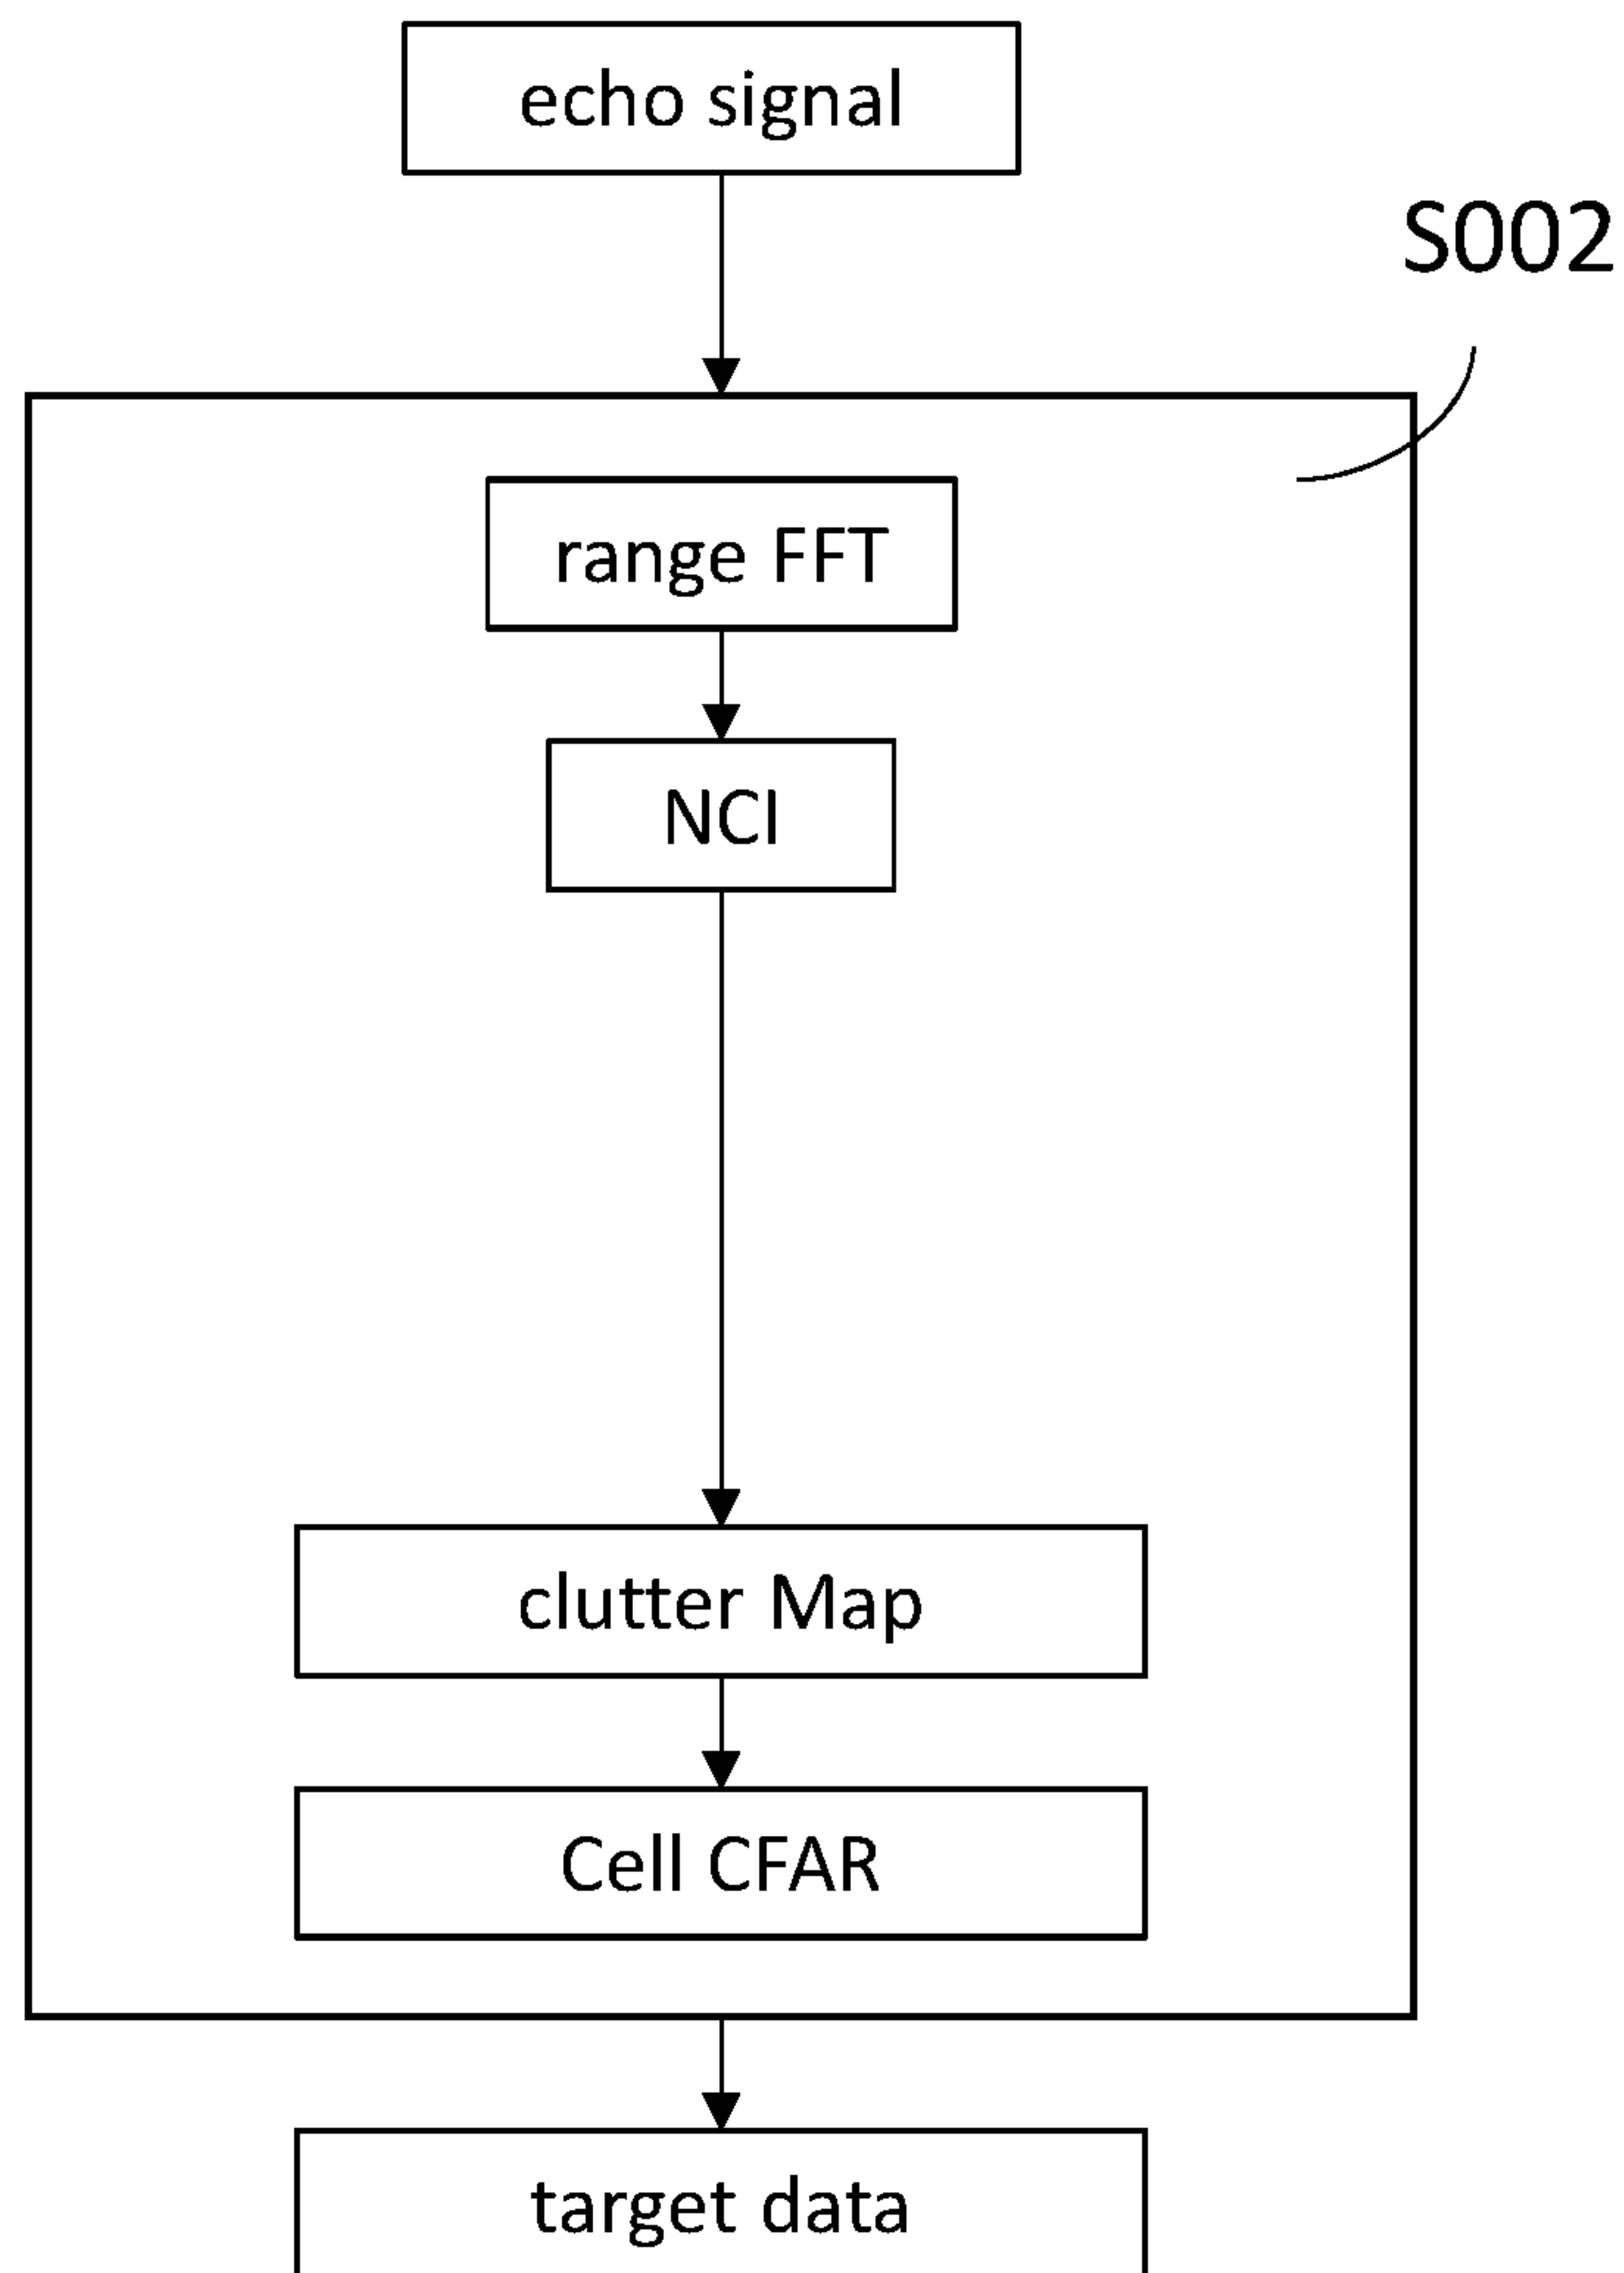 echo signal
S002
range FFT
NCI
clutter Map
Cell CFAR
target data